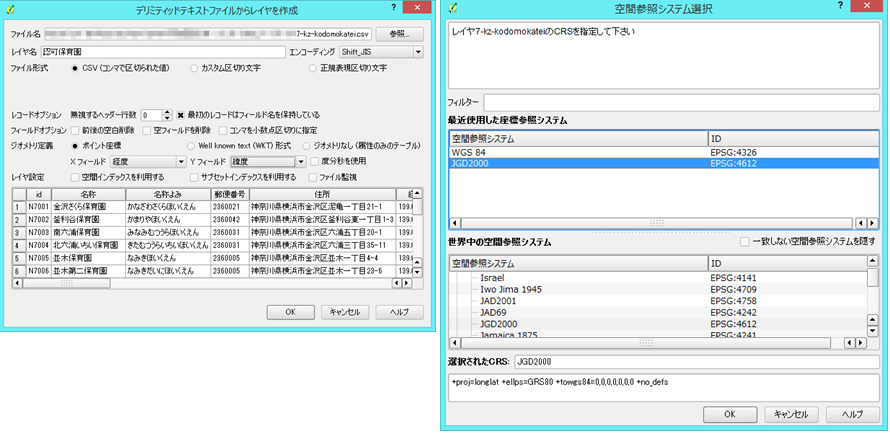 デリミティッドテキストファイルからレイヤを作成
ファイル名 7-kz-kodomokatei.csv 参照...
レイヤ名 認可保育園 エンコーディング Shift_JIS
ファイル形式 CSV (コンマで区切られた値) カスタム区切り文字 正規表現区切り文字
レコードオプション 無視するヘッダー行数 0 最初のレコードはフィールド名を保持している
フィールドオプション 前後の空白削除 空フィールドを削除 コンマを小数点区切りに指定
ジオメトリ定義 ポイント座標 Well known text (WKT) 形式 ジオメトリなし (属性のみのテーブル)
X フィールド 経度 Y フィールド 緯度 度分秒を使用
レイヤ設定 空間インデックスを利用する サブセットインデックスを利用する ファイル監視
id 名称 名称よみ 郵便番号 住所
1 N7001 金沢さくら保育園 かなざわさくらほいくえん 2360021 神奈川県横浜市金沢区泥亀一丁目21-1 139.
2 N7002 釜利谷保育園 かまりやほいくえん 2360042 神奈川県横浜市金沢区釜利谷東一丁目1-3 139.
3 N7003 南六浦保育園 みなみむつうらほいくえん 2360031 神奈川県横浜市金沢区六浦五丁目20-1 139.
4 N7004 北六浦いちい保育園 きたむつうらいちいほいくえん 2360031 神奈川県横浜市金沢区六浦三丁目35-11 139.
5 N7005 並木保育園 なみきほいくえん 2360005 神奈川県横浜市金沢区並木一丁目4-4 139.
6 N7006 並木第二保育園 なみきだいにほいくえん 2360005 神奈川県横浜市金沢区並木一丁目23-6 139.
OK キャンセル ヘルプ
空間参照システム選択
レイヤ7-kz-kodomokateiのCRSを指定して下さい
フィルター
最近使用した座標参照システム
空間参照システム ID
WGS 84 EPSG:4326
JGD2000 EPSG:4612
世界中の空間参照システム 一致しない空間参照システムを隠す
空間参照システム ID
Israel EPSG:4141
Iwo Jima 1945 EPSG:4709
JAD2001 EPSG:4758
JAD69 EPSG:4242
JGD2000 EPSG:4612
Jamaica 1875 EPSG:4241
選択されたCRS: JGD2000
+proj=longlat +ellps=GRS80 +towgs84=0,0,0,0,0,0,0 +no_defs
OK キャンセル ヘルプ